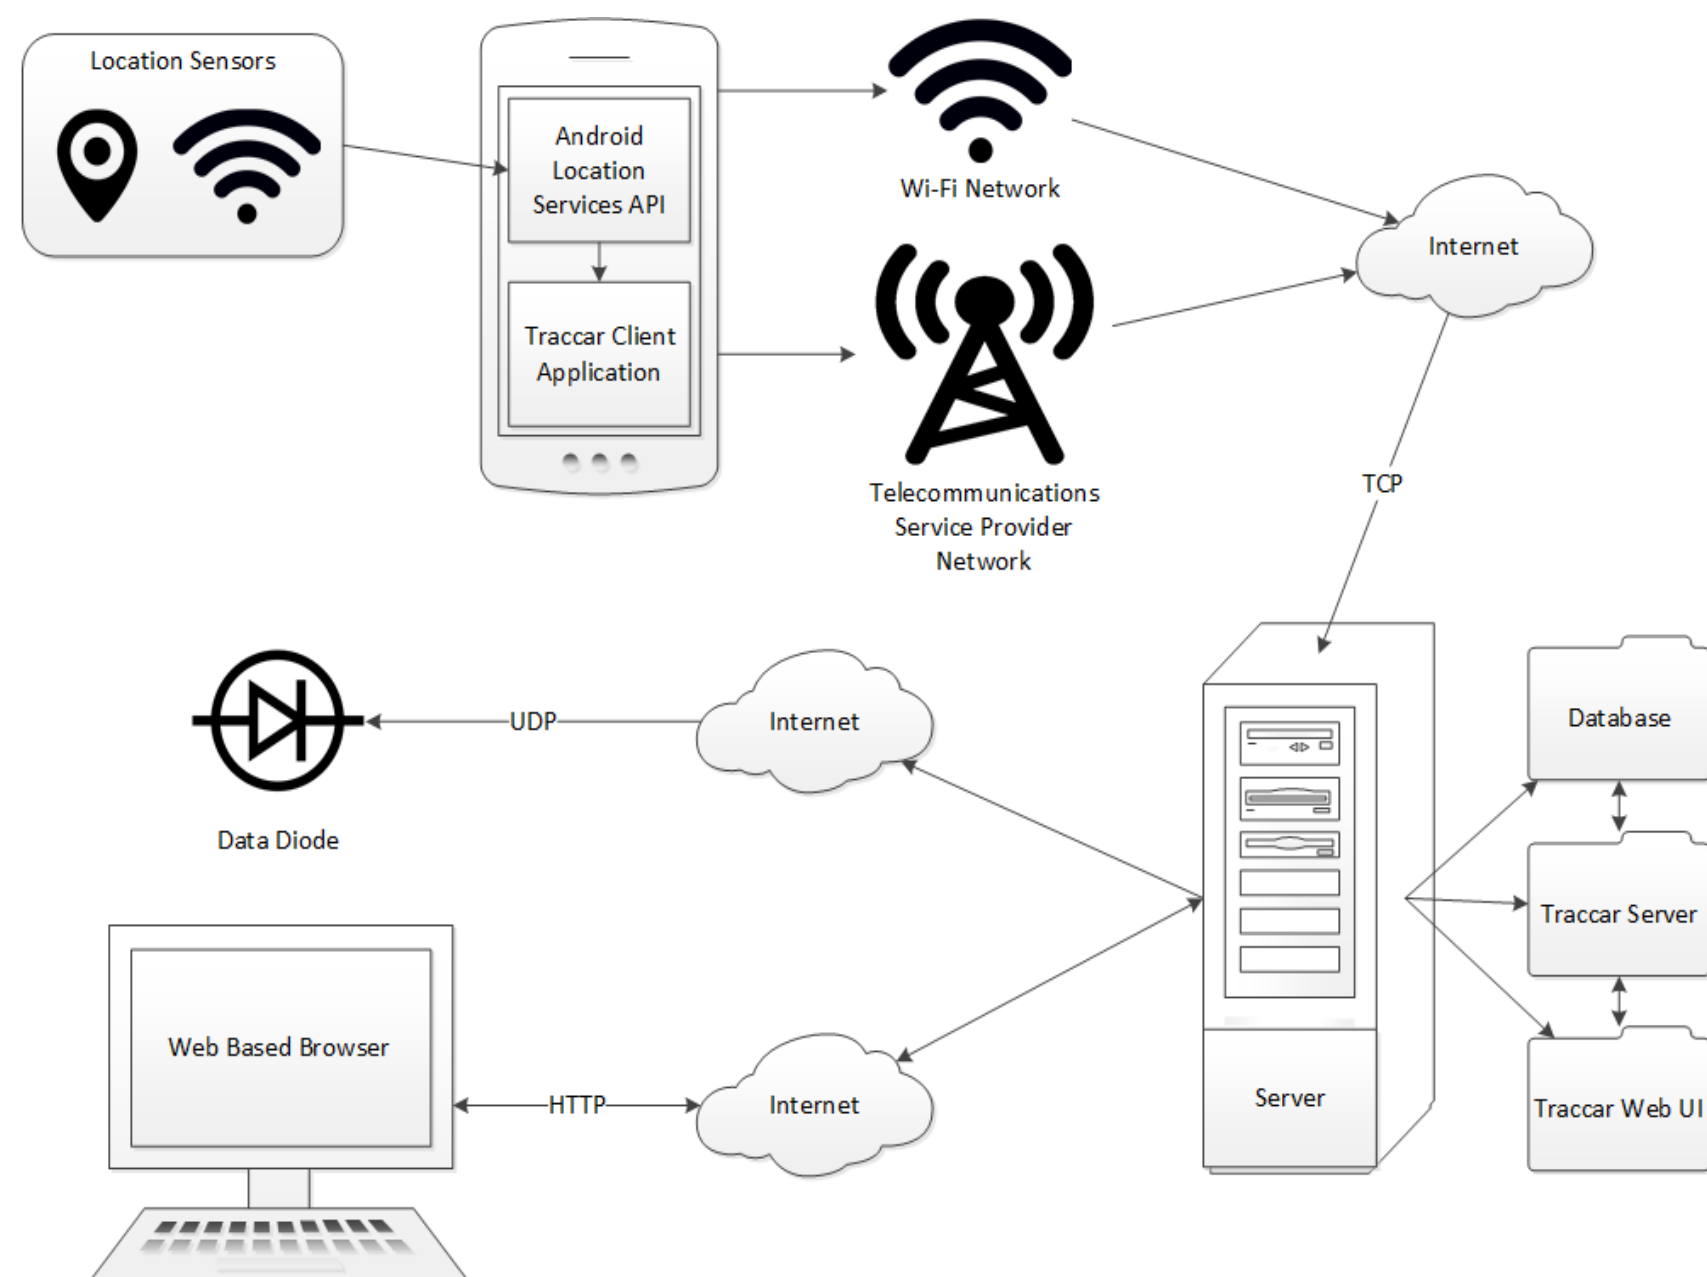 Location Sensors
Android
Location
Services API
Traccar Client
Application
Wi-Fi Network
Telecommunications
Service Provider
Network
Internet
TCP
Data Diode
UDP
Internet
Web Based Browser
HTTP
Internet
Server
Database
Traccar Server
Traccar Web UI